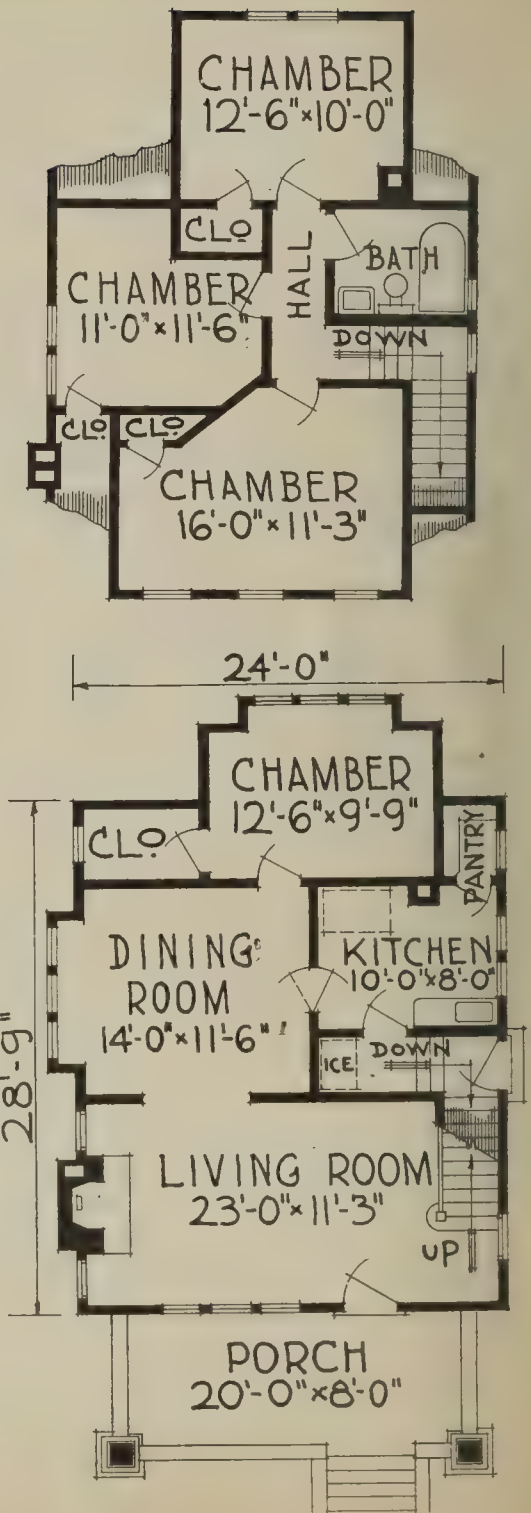 CHAMBER
12'-6"×10'-0"
CLO
BATH
HALL
CHAMBER
11'-0"×11'-6"
DOWN
CLO
CLO
CHAMBER
16'-0"×11'-3"
24'-0"
CHAMBER
12'-6"×9'-9"
CLO
PANTRY
DINING
ROOM
14'-0"×11'-6"
KITCHEN
10'-0"×8'-0"
ICE
DOWN
28'-9"
LIVING ROOM
23'-0"×11'-3"
UP
PORCH
20'-0"×8'-0"